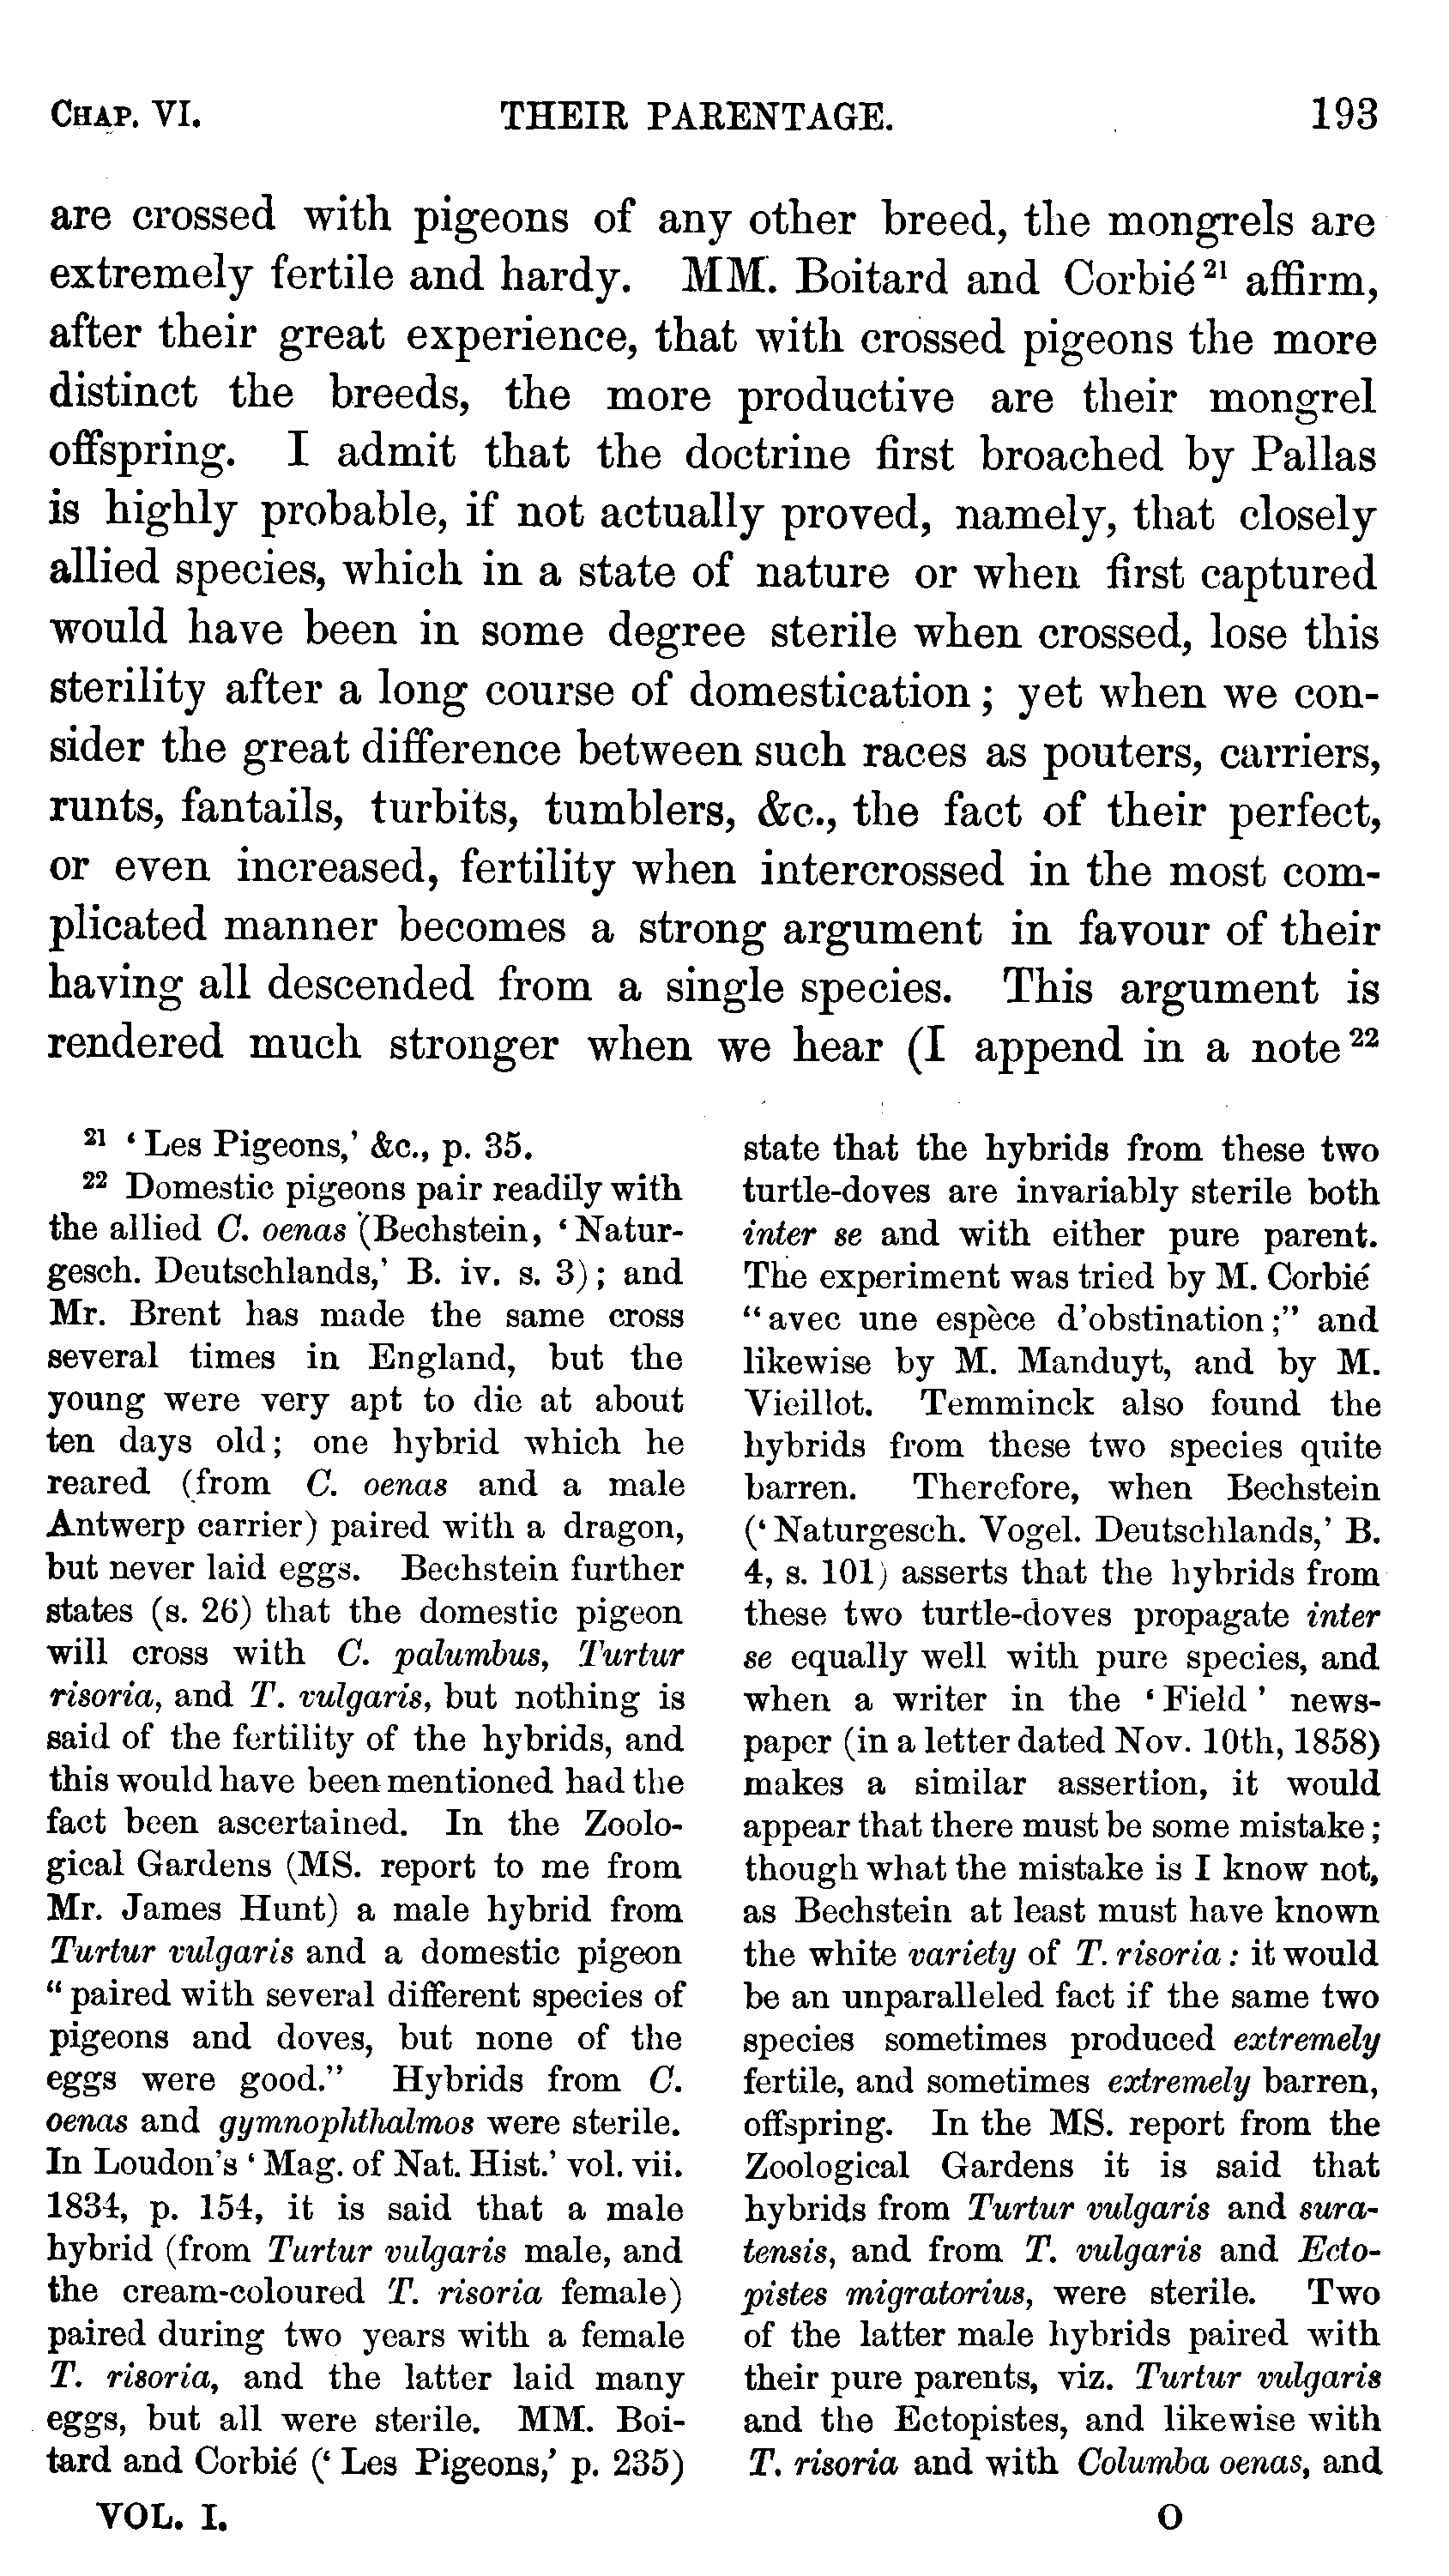 CHAP. VI. THEIR PARENTAGE. 193
are crossed with pigeons of any other breed, the mongrels are
extremely fertile and hardy. MM. Boitard and Corbié ²¹ affirm,
after their great experience, that with crossed pigeons the more
distinct the breeds, the more productive are their mongrel
offspring. I admit that the doctrine first broached by Pallas
is highly probable, if not actually proved, namely, that closely
allied species, which in a state of nature or when first captured
would have been in some degree sterile when crossed, lose this
sterility after a long course of domestication; yet when we con-
sider the great difference between such races as pouters, carriers,
runts, fantails, turbits, tumblers, &c., the fact of their perfect,
or even increased, fertility when intercrossed in the most com-
plicated manner becomes a strong argument in favour of their
having all descended from a single species. This argument is
rendered much stronger when we hear (I append in a note ²²
²¹ ‘Les Pigeons,’ &c., p. 35.
²² Domestic pigeons pair readily with
the allied C. oenas (Bechstein, ‘Natur-
gesch. Deutschlands,’ B. iv. s. 3); and
Mr. Brent has made the same cross
several times in England, but the
young were very apt to die at about
ten days old; one hybrid which he
reared (from C. oenas and a male
Antwerp carrier) paired with a dragon,
but never laid eggs. Bechstein further
states (s. 26) that the domestic pigeon
will cross with C. palumbus, Turtur
risoria, and T. vulgaris, but nothing is
said of the fertility of the hybrids, and
this would have been mentioned had the
fact been ascertained. In the Zoolo-
gical Gardens (MS. report to me from
Mr. James Hunt) a male hybrid from
Turtur vulgaris and a domestic pigeon
“paired with several different species of
pigeons and doves, but none of the
eggs were good.” Hybrids from C.
oenas and gymnophthalmos were sterile.
In Loudon's ‘Mag. of Nat. Hist.’ vol. vii.
1834, p. 154, it is said that a male
hybrid (from Turtur vulgaris male, and
the cream-coloured T. risoria female)
paired during two years with a female
T. risoria, and the latter laid many
eggs, but all were sterile. MM. Boi-
tard and Corbié (‘Les Pigeons,’ p. 235)
state that the hybrids from these two
turtle-doves are invariably sterile both
inter se and with either pure parent.
The experiment was tried by M. Corbié
“avec une espèce d'obstination;” and
likewise by M. Manduyt, and by M.
Vieillot. Temminck also found the
hybrids from these two species quite
barren. Therefore, when Bechstein
(‘Naturgesch. Vogel. Deutschlands,’ B.
4, s. 101) asserts that the hybrids from
these two turtle-doves propagate inter
se equally well with pure species, and
when a writer in the ‘Field’ news-
paper (in a letter dated Nov. 10th, 1858)
makes a similar assertion, it would
appear that there must be some mistake;
though what the mistake is I know not,
as Bechstein at least must have known
the white variety of T. risoria: it would
be an unparalleled fact if the same two
species sometimes produced extremely
fertile, and sometimes extremely barren,
offspring. In the MS. report from the
Zoological Gardens it is said that
hybrids from Turtur vulgaris and sura-
tensis, and from T. vulgaris and Ecto-
pistes migratorius, were sterile. Two
of the latter male hybrids paired with
their pure parents, viz. Turtur vulgaris
and the Ectopistes, and likewise with
T. risoria and with Columba oenas, and
VOL. I. O